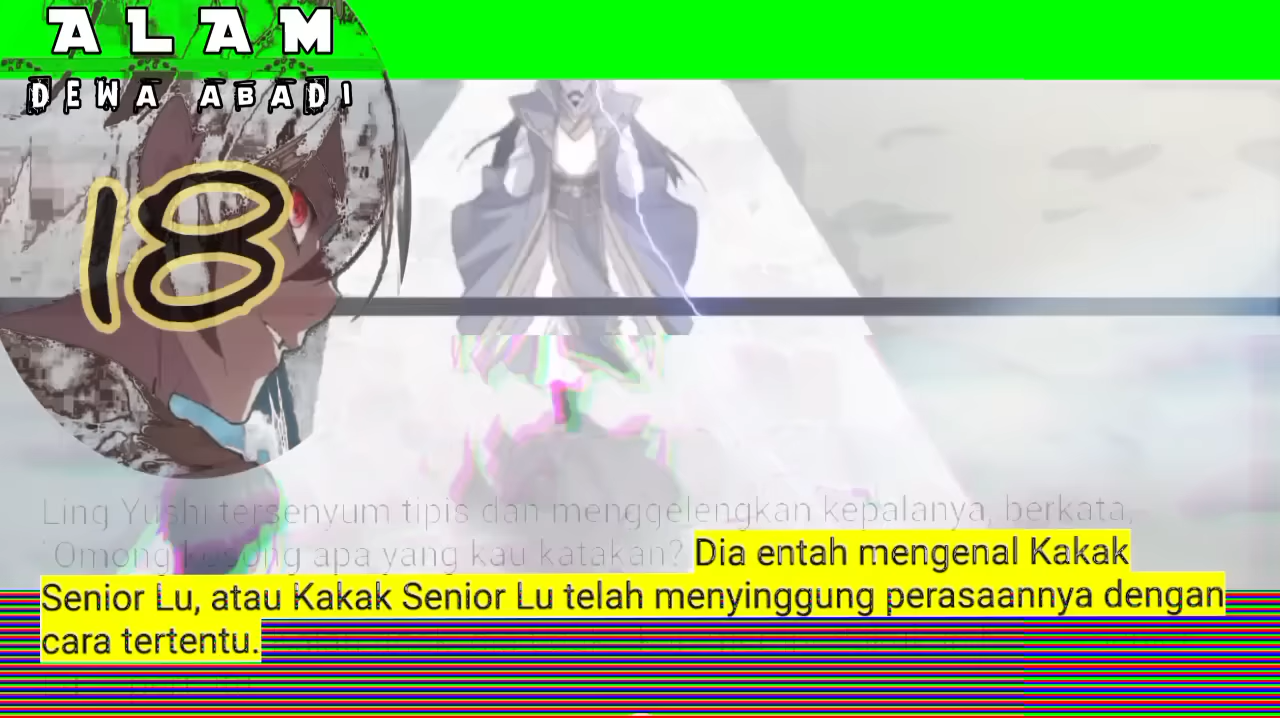 ALAM
DEWA ABADI
18
Ling Yushi tersenyum tipis dan menggelengkan kepalanya, berkata,
"Omong kosong apa yang kau katakan? Dia entah mengenal Kakak
Senior Lu, atau Kakak Senior Lu telah menyinggung perasaannya dengan
cara tertentu.